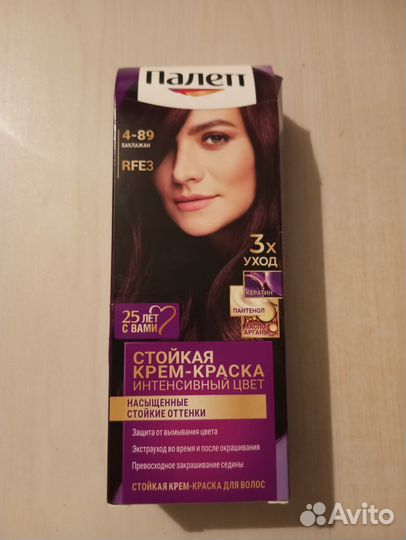 Палетт
4-89
БАКЛАЖАН
RFE3
3х
УХОД
КЕРАТИН
ПАНТЕНОЛ
МАСЛО
АРГАНЫ
25 ЛЕТ
С ВАМИ
СТОЙКАЯ
КРЕМ-КРАСКА
ИНТЕНСИВНЫЙ ЦВЕТ
НАСЫЩЕННЫЕ
СТОЙКИЕ ОТТЕНКИ
Защита от вымывания цвета
Экстрауход во время и после окрашивания
Превосходное закрашивание седины
СТОЙКАЯ КРЕМ-КРАСКА ДЛЯ ВОЛОС
Avito